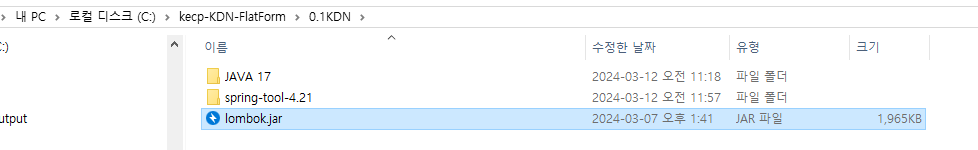 내 PC > 로컬 디스크 (C:) > kecp-KDN-FlatForm > 0.1KDN >
이름 수정한 날짜 유형 크기
:)
JAVA 17 2024-03-12 오전 11:18 파일 폴더
spring-tool-4.21 2024-03-12 오전 11:57 파일 폴더
utput lombok.jar 2024-03-07 오후 1:41 JAR 파일 1,965KB